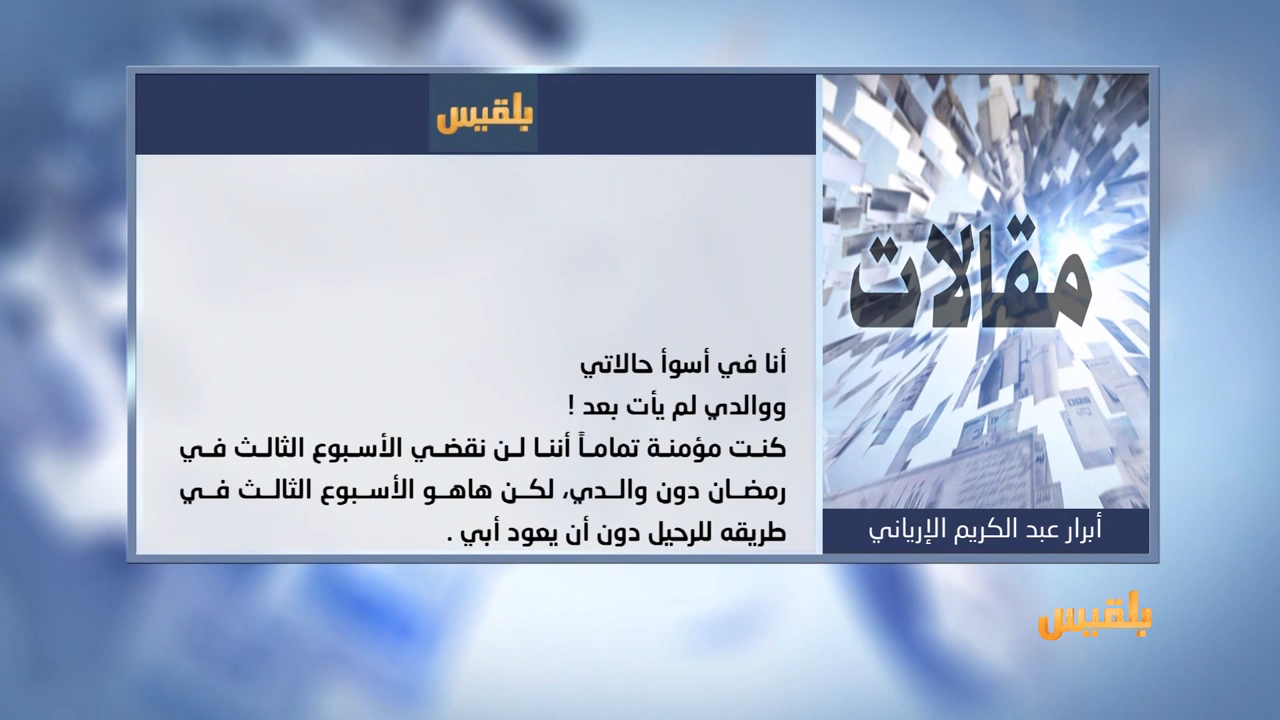 بلقيس
مقالات
أبرار عبد الكريم الإرياني
أنا في أسوأ حالاتي
ووالدي لم يأت بعد !
كنت مؤمنة تماماً أننا لن نقضي الأسبوع الثالث في
رمضان دون والدي، لكن هاهو الأسبوع الثالث في
طريقه للرحيل دون أن يعود أبي .
بلقيس